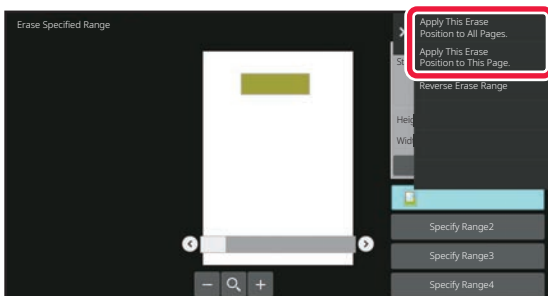 Erase Specified Range
Apply This Erase
Position to All Pages.
Apply This Erase
Position to This Page.
Reverse Erase Range
Specify Range2
Specify Range3
Specify Range4